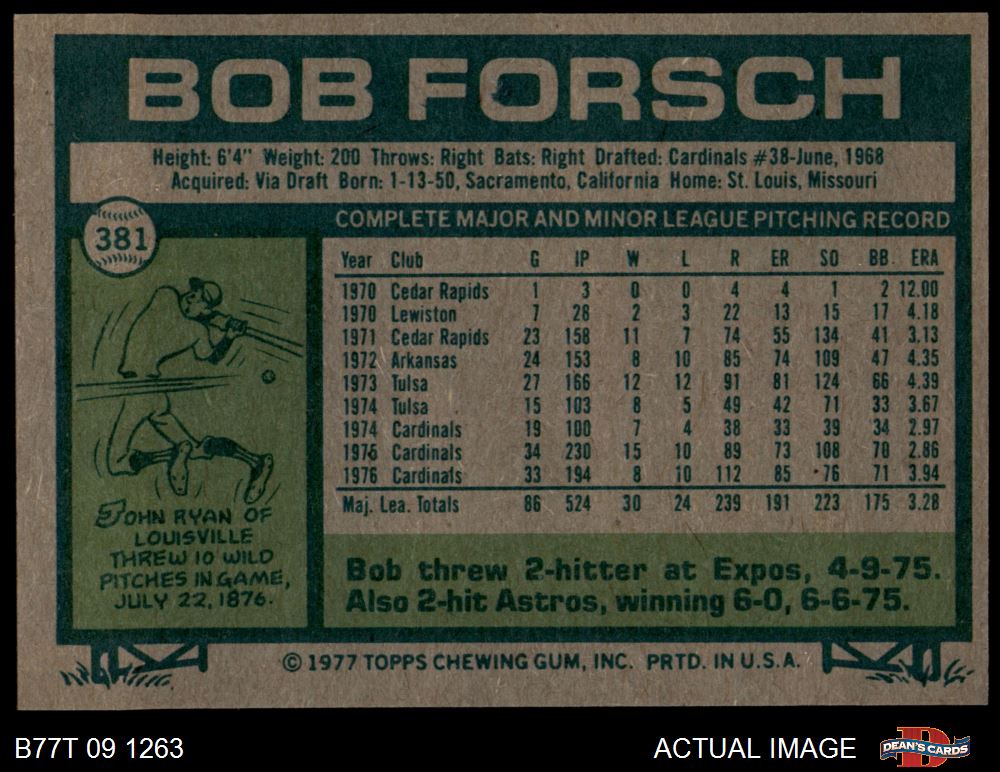 BOB FORSCH
Height: 6'4" Weight: 200 Throws: Right Bats: Right Drafted: Cardinals #38-June, 1968
Acquired: Via Draft Born: 1-13-50, Sacramento, California Home: St. Louis, Missouri
381
COMPLETE MAJOR AND MINOR LEAGUE PITCHING RECORD
Year Club G IP W L R ER SO BB ERA
1970 Cedar Rapids 1 3 0 0 4 4 1 2 12.00
1970 Lewiston 7 28 2 3 22 13 15 17 4.18
1971 Cedar Rapids 23 158 11 7 74 55 134 41 3.13
1972 Arkansas 24 153 8 10 85 74 109 47 4.35
1973 Tulsa 27 166 12 12 91 81 124 66 4.39
1974 Tulsa 15 103 8 5 49 42 71 33 3.67
1974 Cardinals 19 100 7 4 38 33 39 34 2.97
1975 Cardinals 34 230 15 10 89 73 108 70 2.86
1976 Cardinals 33 194 8 10 112 85 76 71 3.94
Maj. Lea. Totals 86 524 30 24 239 191 223 175 3.28
JOHN RYAN OF
LOUISVILLE
THREW 10 WILD
PITCHES IN GAME,
JULY 22, 1876.
Bob threw 2-hitter at Expos, 4-9-75.
Also 2-hit Astros, winning 6-0, 6-6-75.
© 1977 TOPPS CHEWING GUM, INC. PRTD. IN U.S.A.
B77T 09 1263
ACTUAL IMAGE
D
DEAN'S CARDS